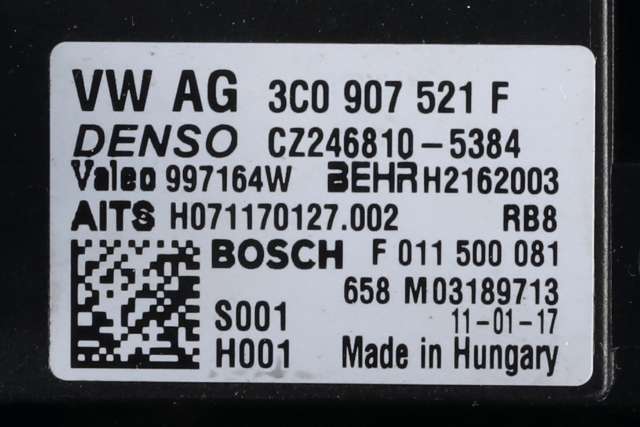 VW AG 3C0 907 521 F
DENSO CZ246810-5384
Valeo 997164W BEHR H2162003
AITS H071170127.002 RB8
BOSCH F 011 500 081
658 M03189713
S001 11-01-17
H001 Made in Hungary